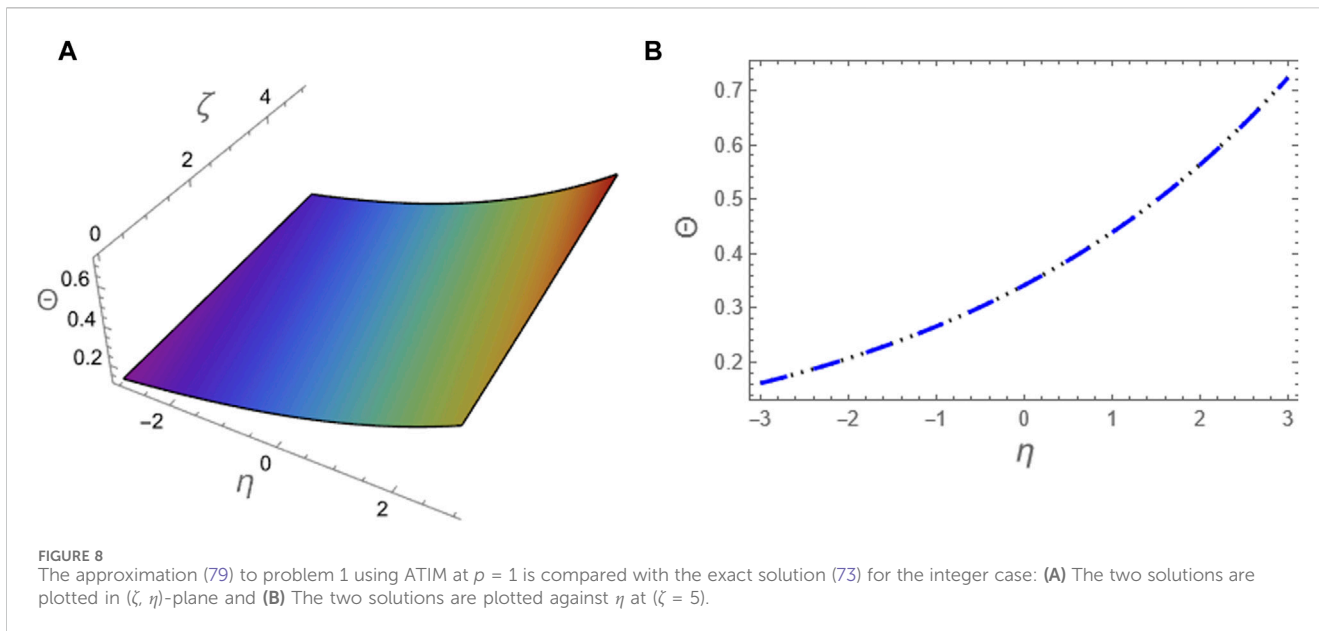 A
B
ζ
4
2
0
0.6
Θ
0.4
0.2
−2
0
η
2
0.7
0.6
0.5
Θ
0.4
0.3
0.2
−3 −2 −1 0 1 2 3
η
FIGURE 8
The approximation (79) to problem 1 using ATIM at p = 1 is compared with the exact solution (73) for the integer case: (A) The two solutions are
plotted in (ζ, η)-plane and (B) The two solutions are plotted against η at (ζ = 5).